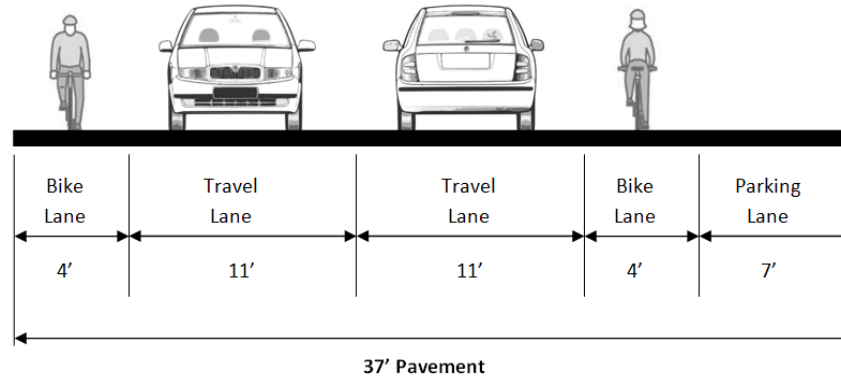 Bike Lane
Travel Lane
Travel Lane
Bike Lane
Parking Lane
4’
11’
11’
4’
7’
37’ Pavement